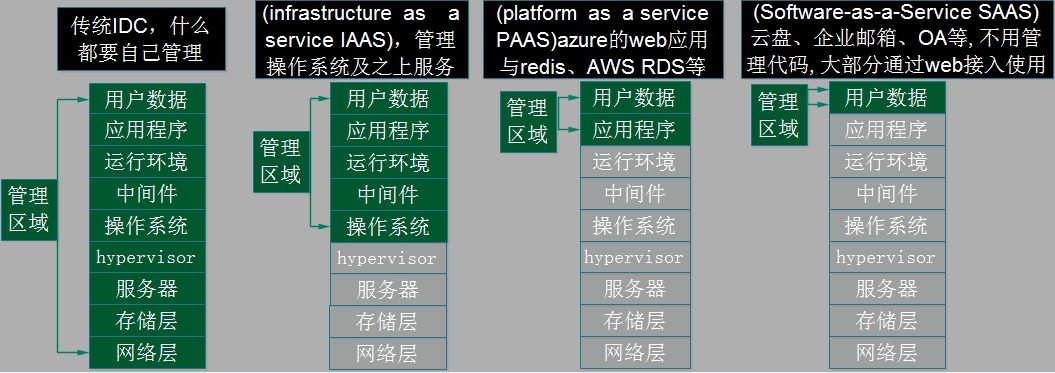 传统IDC，什么
都要自己管理
(infrastructure as a
service IAAS)，管理
操作系统及之上服务
(platform as a service
PAAS)azure的web应用
与redis、AWS RDS等
(Software-as-a-Service SAAS)
云盘、企业邮箱、OA等,不用管
理代码,大部分通过web接入使用
管理
区域
用户数据
应用程序
运行环境
中间件
操作系统
hypervisor
服务器
存储层
网络层
管理
区域
用户数据
应用程序
运行环境
中间件
操作系统
hypervisor
服务器
存储层
网络层
管理
区域
用户数据
应用程序
运行环境
中间件
操作系统
hypervisor
服务器
存储层
网络层
管理
区域
用户数据
应用程序
运行环境
中间件
操作系统
hypervisor
服务器
存储层
网络层